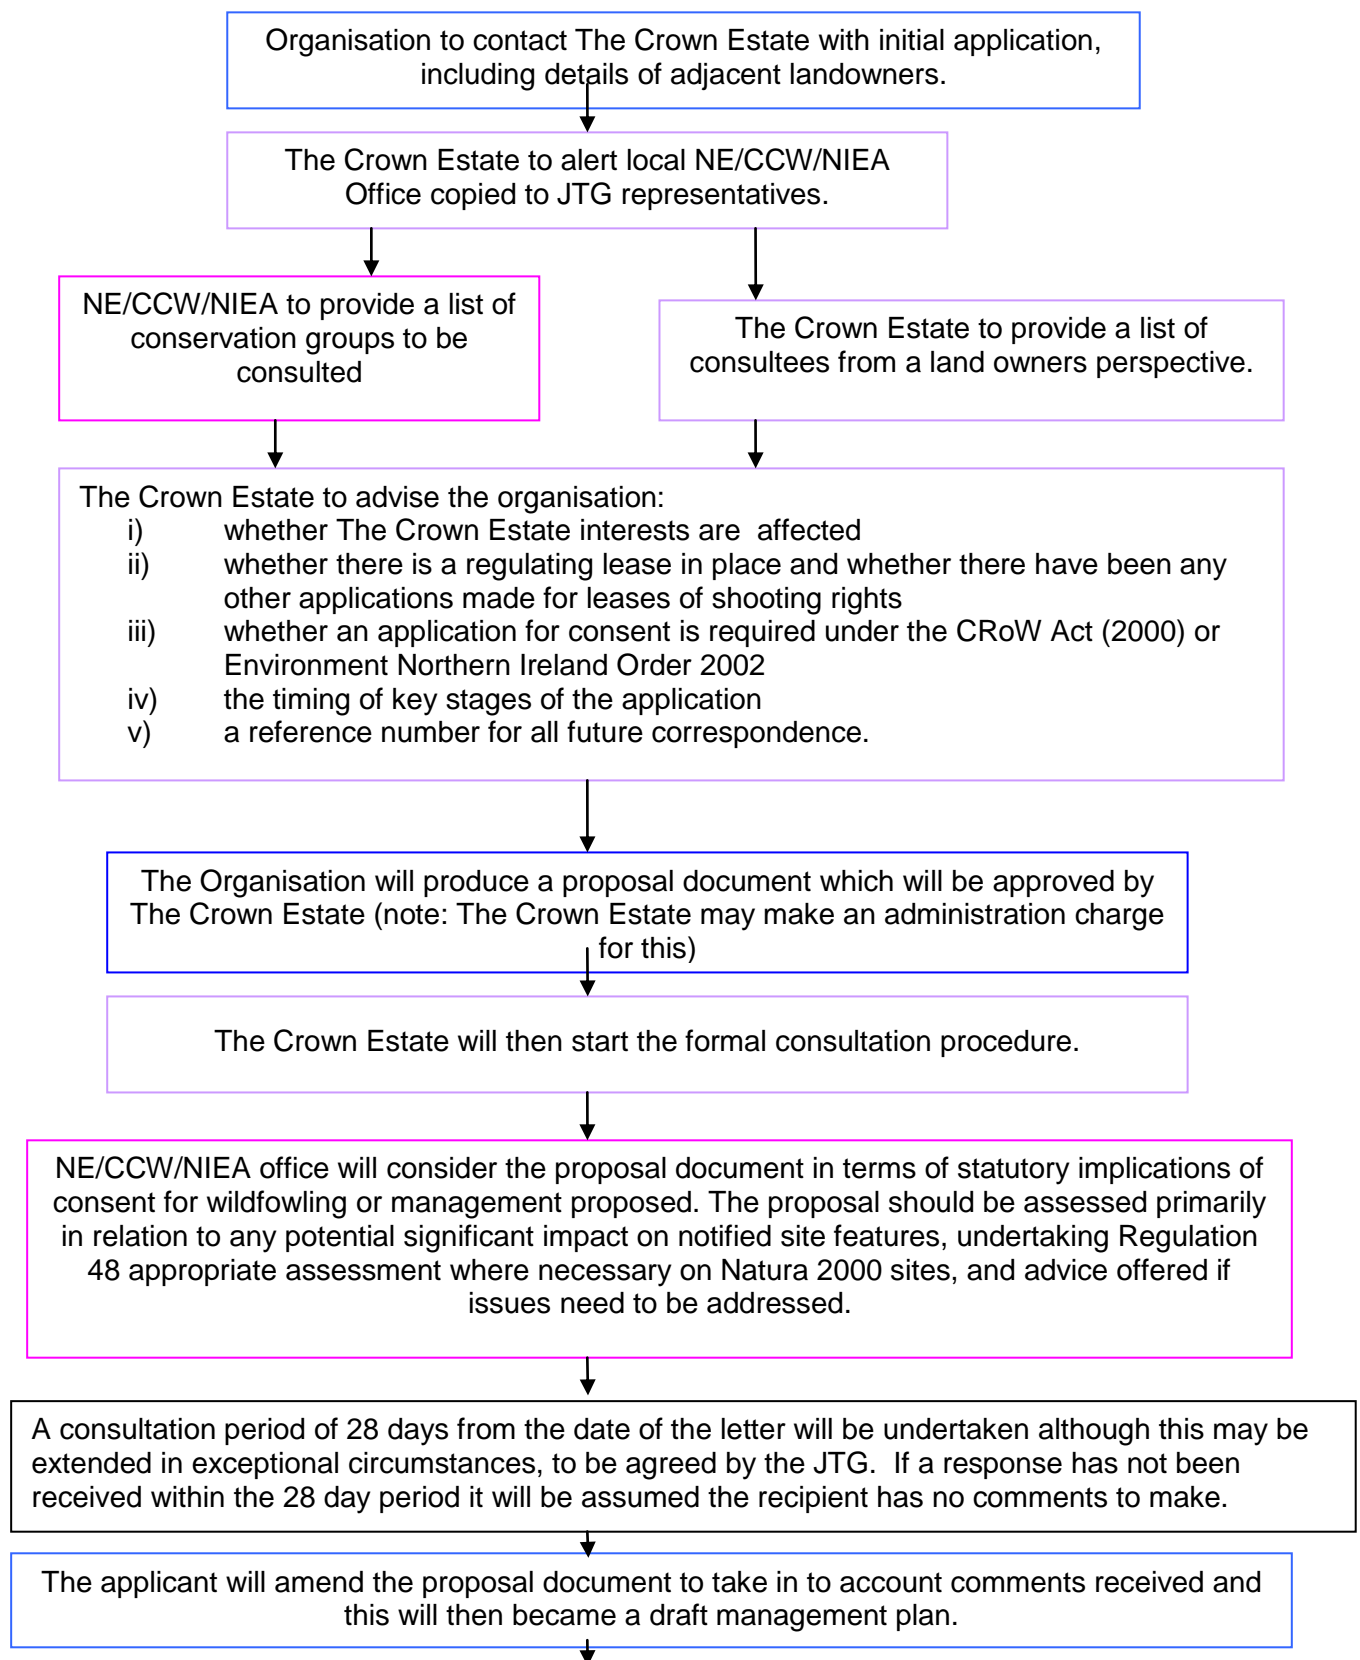 Organisation to contact The Crown Estate with initial application,
including details of adjacent landowners.
The Crown Estate to alert local NE/CCW/NIEA
Office copied to JTG representatives.
NE/CCW/NIEA to provide a list of
conservation groups to be
consulted
The Crown Estate to provide a list of
consultees from a land owners perspective.
The Crown Estate to advise the organisation:
i) whether The Crown Estate interests are affected
ii) whether there is a regulating lease in place and whether there have been any
other applications made for leases of shooting rights
iii) whether an application for consent is required under the CRoW Act (2000) or
Environment Northern Ireland Order 2002
iv) the timing of key stages of the application
v) a reference number for all future correspondence.
The Organisation will produce a proposal document which will be approved by
The Crown Estate (note: The Crown Estate may make an administration charge
for this)
The Crown Estate will then start the formal consultation procedure.
NE/CCW/NIEA office will consider the proposal document in terms of statutory implications of
consent for wildfowling or management proposed. The proposal should be assessed primarily
in relation to any potential significant impact on notified site features, undertaking Regulation
48 appropriate assessment where necessary on Natura 2000 sites, and advice offered if
issues need to be addressed.
A consultation period of 28 days from the date of the letter will be undertaken although this may be
extended in exceptional circumstances, to be agreed by the JTG. If a response has not been
received within the 28 day period it will be assumed the recipient has no comments to make.
The applicant will amend the proposal document to take in to account comments received and
this will then became a draft management plan.